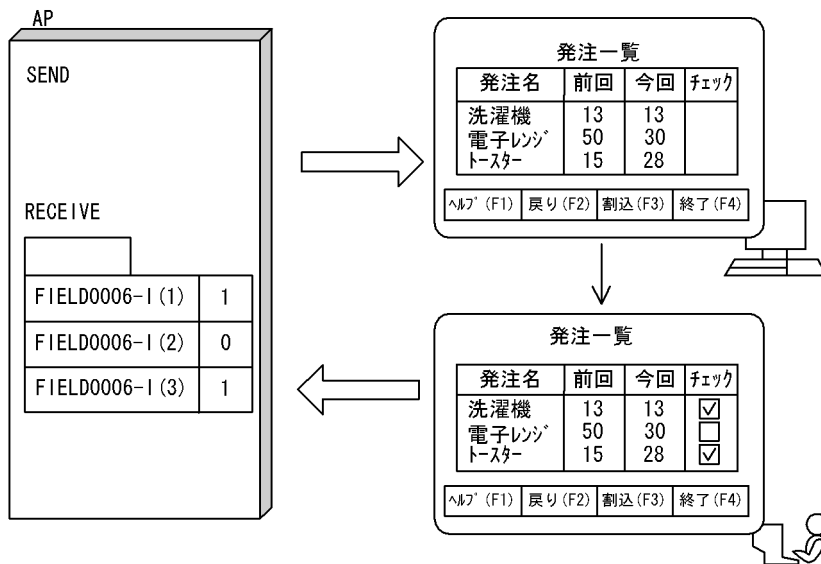 AP
SEND
RECEIVE
FIELD0006-I(1) 1
FIELD0006-I(2) 0
FIELD0006-I(3) 1
発注一覧
発注名 前回 今回 チェック
洗濯機 13 13
電子レンジ 50 30
トースター 15 28
ヘルプ(F1) 戻り(F2) 割込(F3) 終了(F4)
発注一覧
発注名 前回 今回 チェック
洗濯機 13 13
電子レンジ 50 30
トースター 15 28
ヘルプ(F1) 戻り(F2) 割込(F3) 終了(F4)